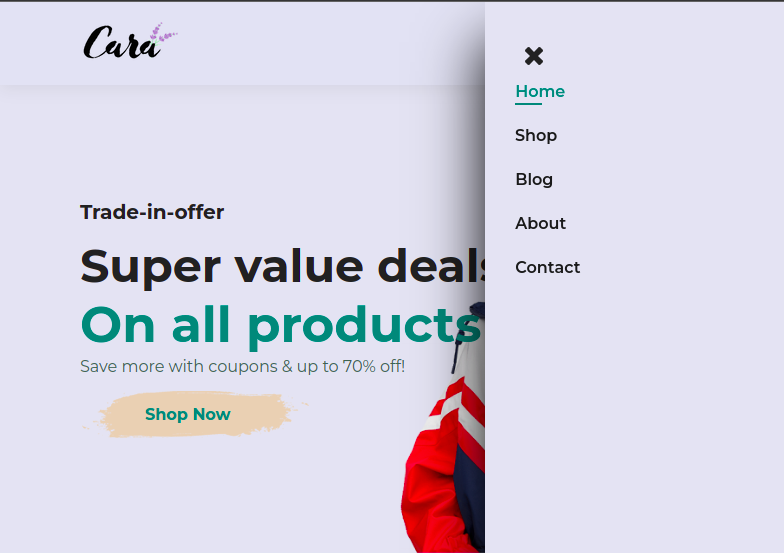 Cara
Home
Shop
Blog
About
Contact
Trade-in-offer
Super value deals
On all products
Save more with coupons & up to 70% off!
Shop Now